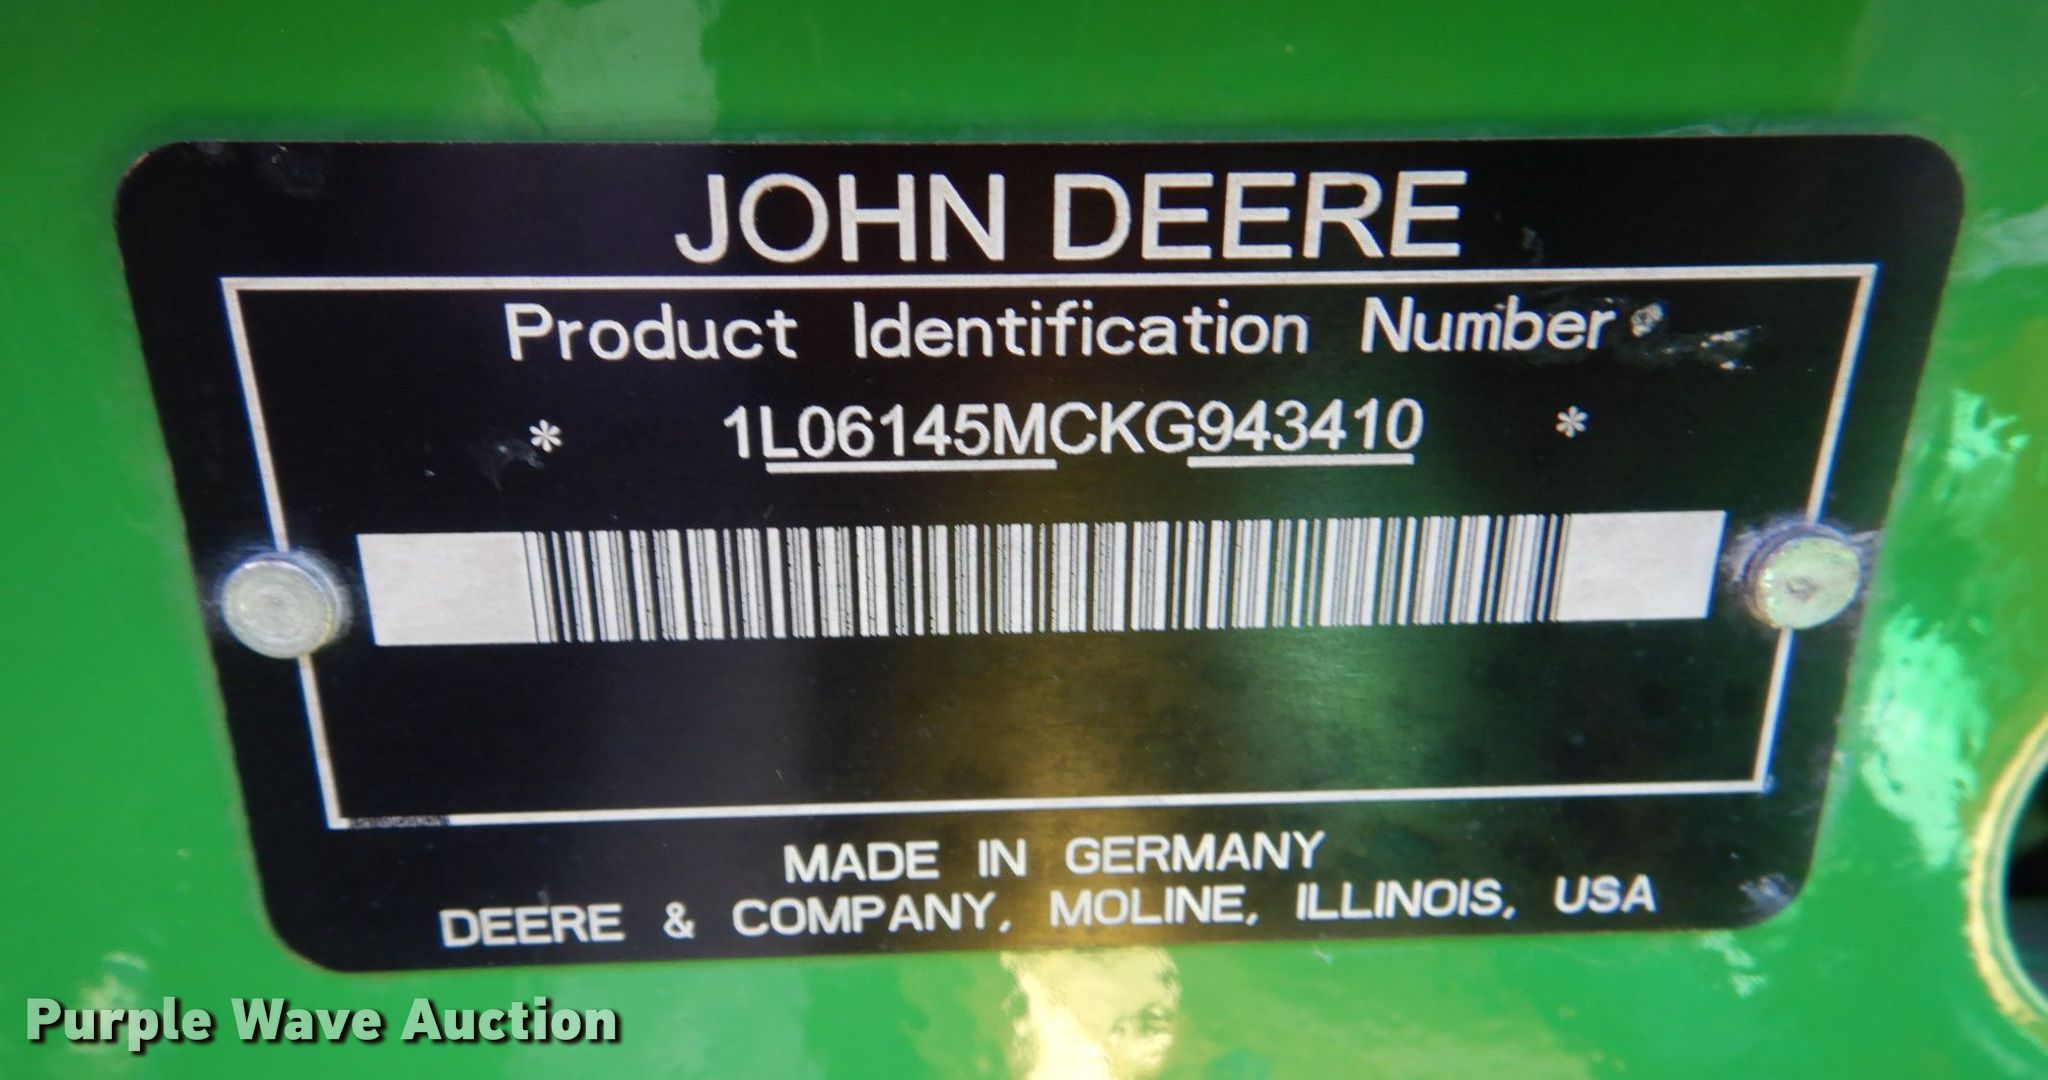 JOHN DEERE
Product Identification Number
* 1L06145MCKG943410 *
MADE IN GERMANY
DEERE & COMPANY, MOLINE, ILLINOIS, USA
Purple Wave Auction